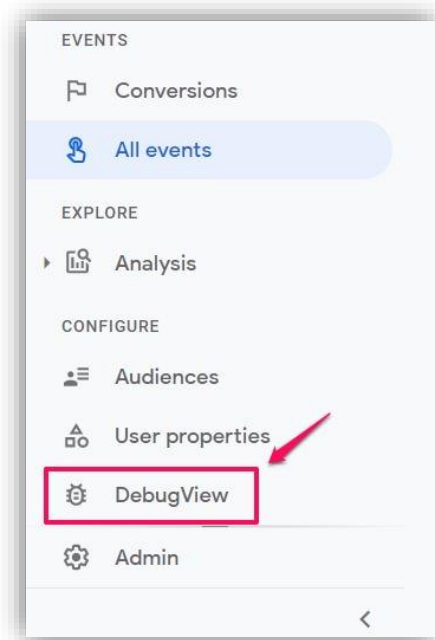 EVENTS
Conversions
All events
EXPLORE
Analysis
CONFIGURE
Audiences
User properties
DebugView
Admin